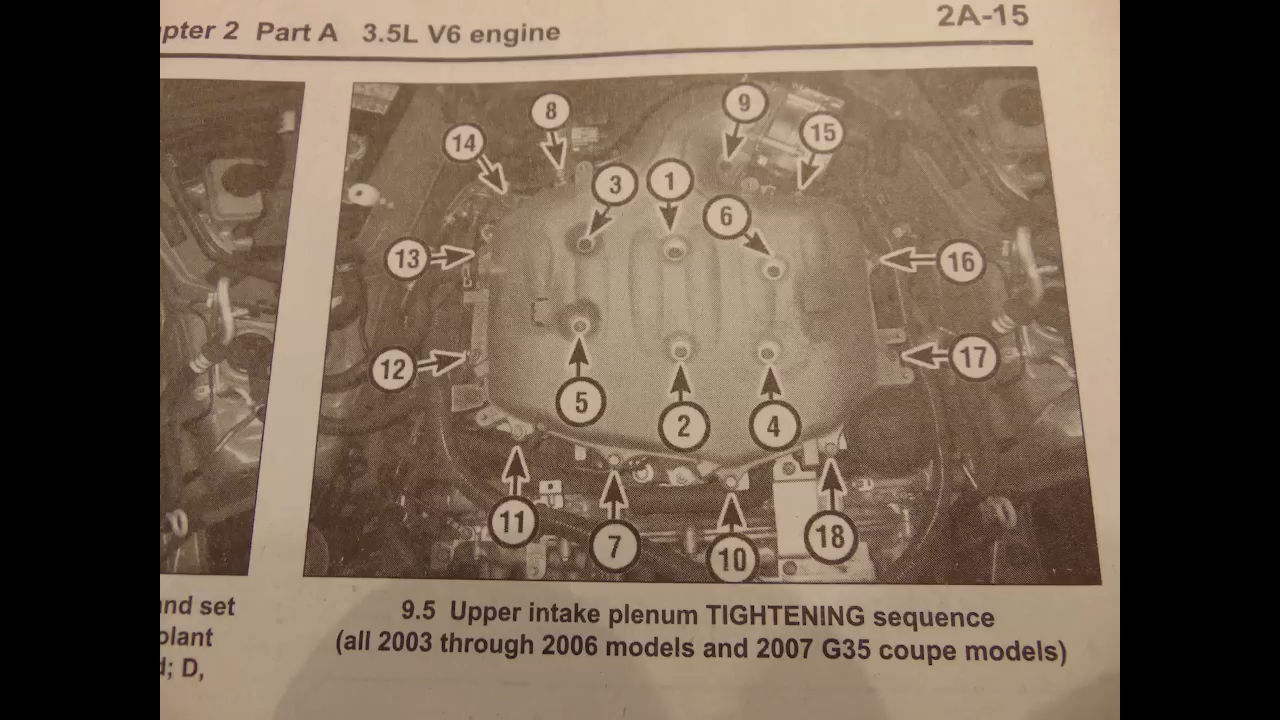 pter 2 Part A 3.5L V6 engine
2A-15
8
9
14
15
3
1
6
13
16
12
17
5
2
4
11
7
10
18
nd set
olant
; D,
9.5 Upper intake plenum TIGHTENING sequence
(all 2003 through 2006 models and 2007 G35 coupe models)